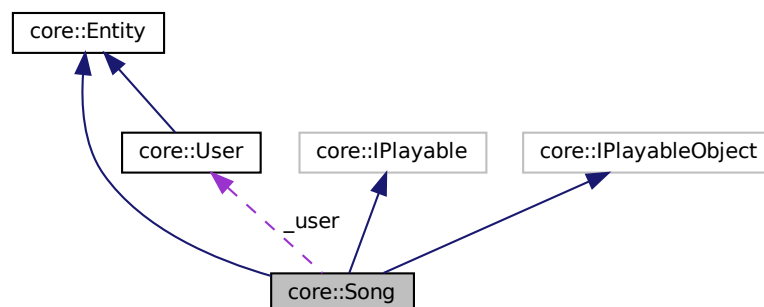 core::Entity
core::User
core::IPlayable
core::IPlayableObject
_user
core::Song